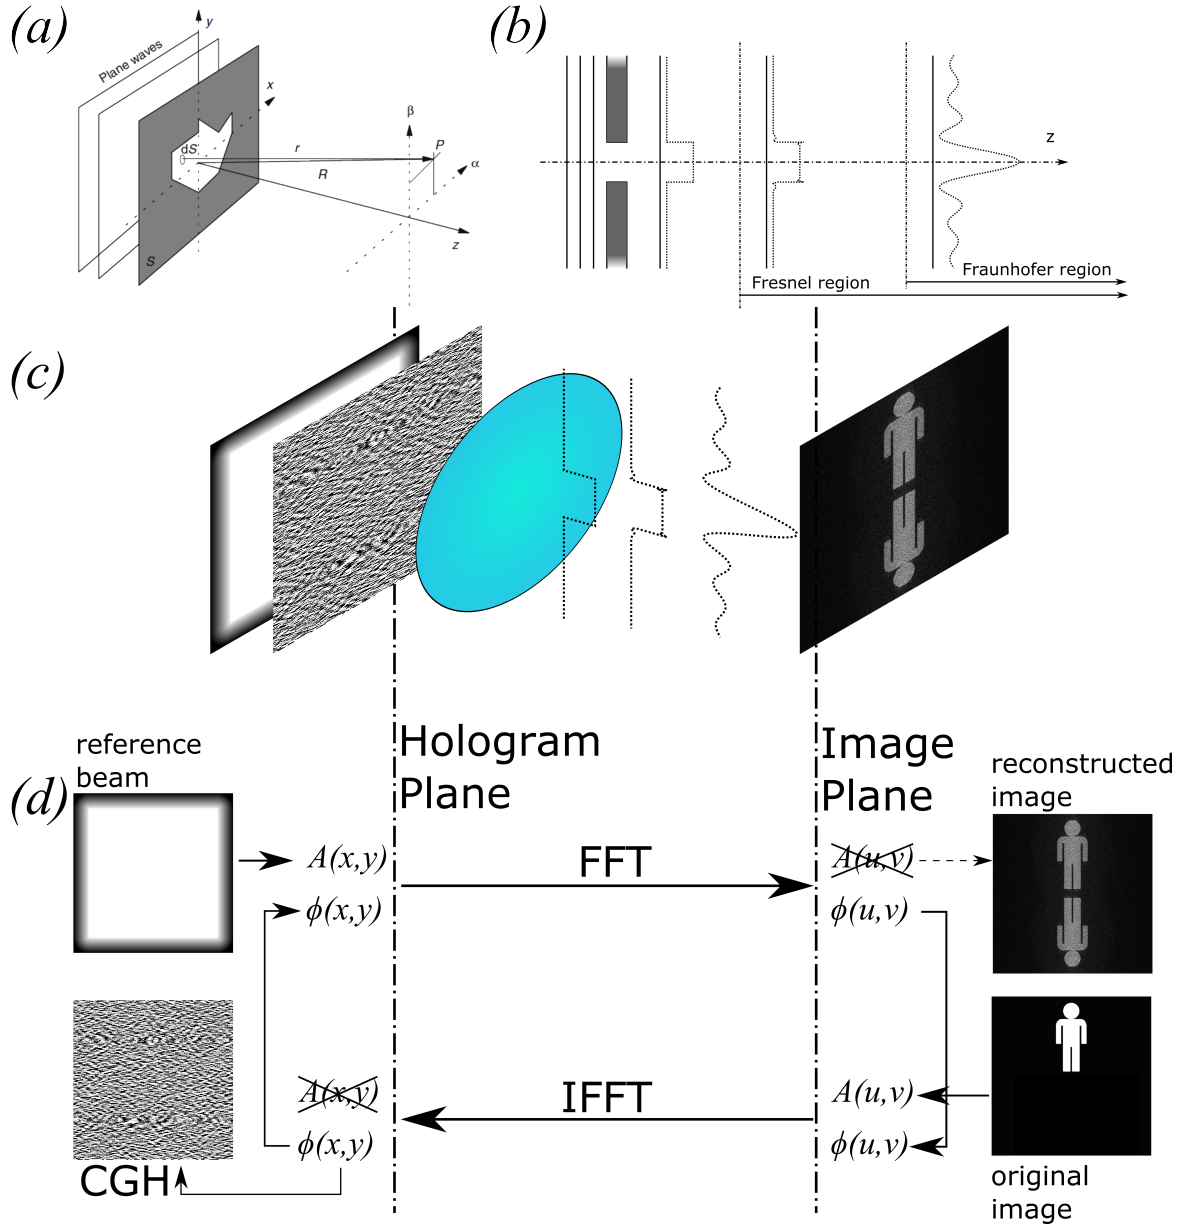 (a)
y
Plane waves
x
dS
r
R
β
P
α
z
S
(b)
z
Fraunhofer region
Fresnel region
(c)
Hologram
Plane
Image
Plane
reference
beam
reconstructed
image
(d)
A(x,y)
FFT
A(u,v)
ϕ(x,y)
ϕ(u,v)
A(x,y)
IFFT
A(u,v)
ϕ(x,y)
ϕ(u,v)
CGH
original
image